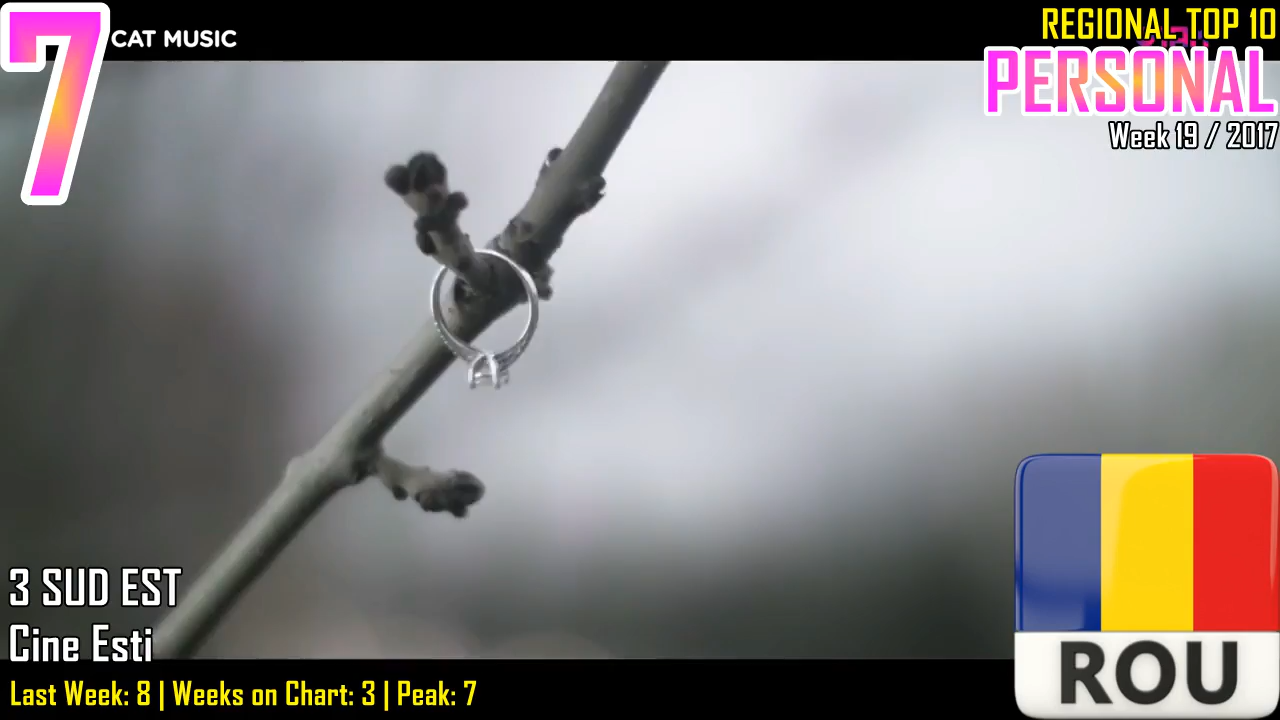 7
CAT MUSIC
REGIONAL TOP 10
PERSONAL
Week 19 / 2017
3 SUD EST
Cine Esti
Last Week: 8 | Weeks on Chart: 3 | Peak: 7
ROU